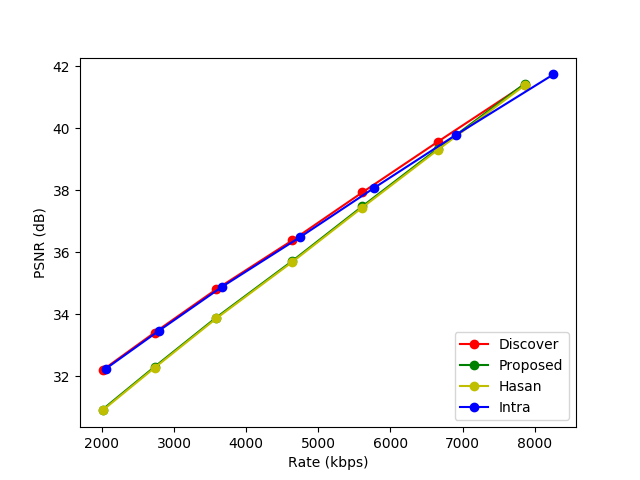 42
40
38
36
34
32
PSNR (dB)
2000 3000 4000 5000 6000 7000 8000
Rate (kbps)
Discover
Proposed
Hasan
Intra